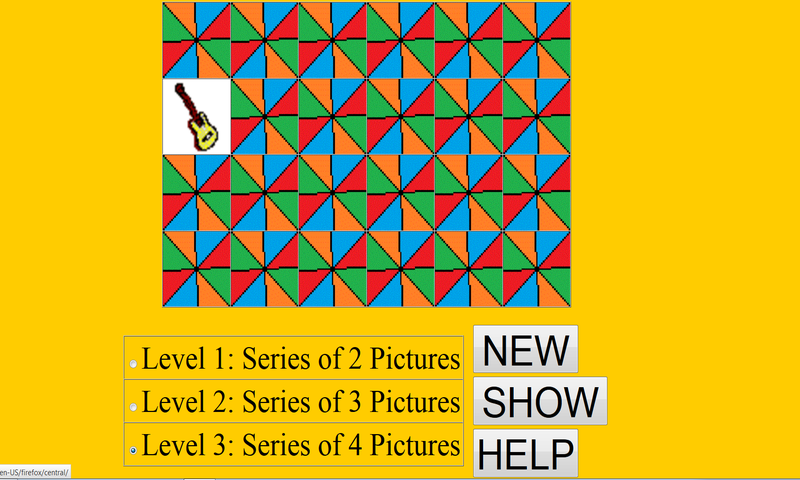 Level 1: Series of 2 Pictures
Level 2: Series of 3 Pictures
Level 3: Series of 4 Pictures
NEW
SHOW
HELP
en-US/firefox/central/